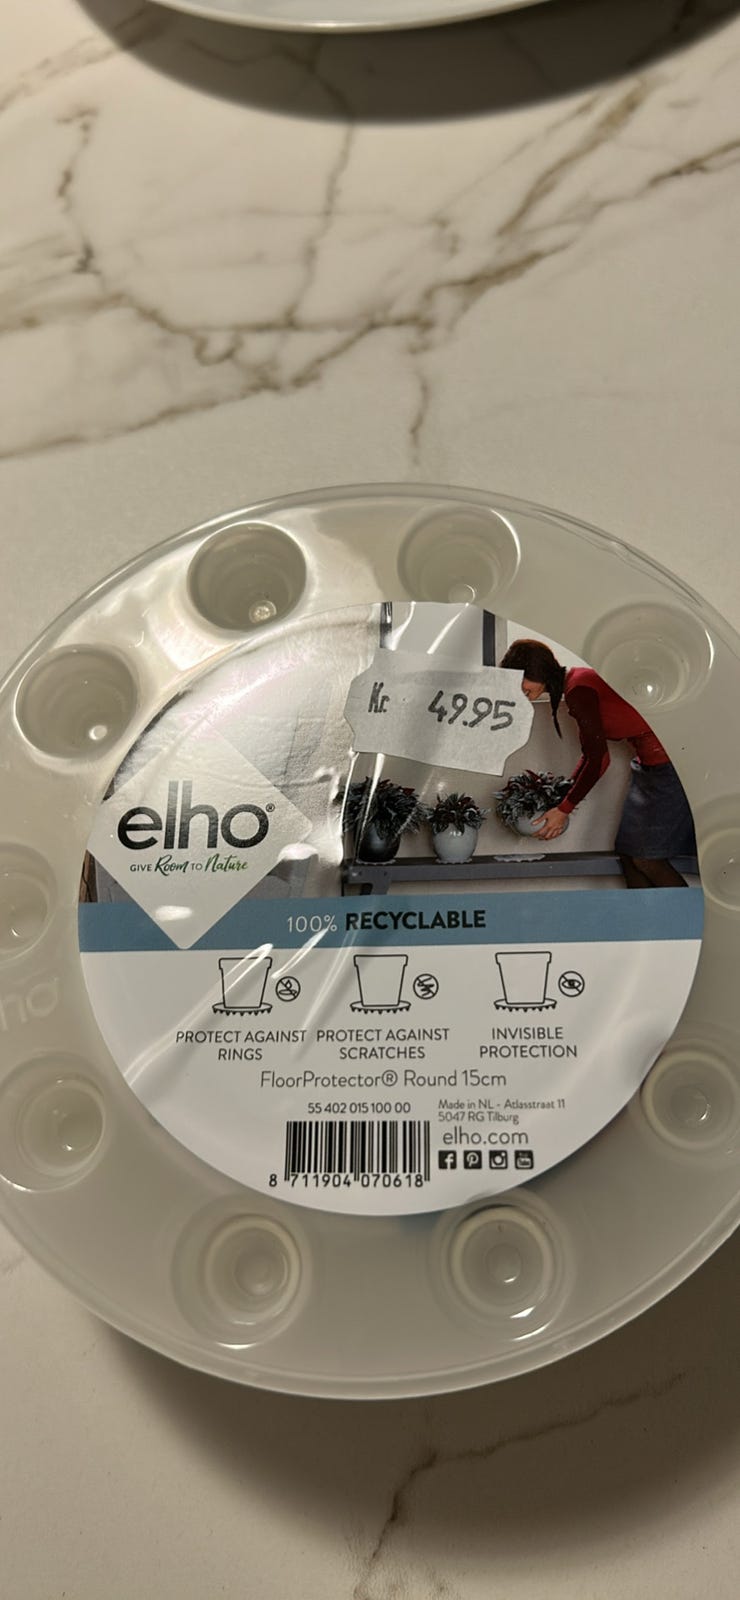 Kr. 49.95
elho®
GIVE Room TO Nature
100% RECYCLABLE
PROTECT AGAINST RINGS
PROTECT AGAINST SCRATCHES
INVISIBLE PROTECTION
FloorProtector® Round 15cm
55 402 015 100 00
Made in NL - Atlasstraat 11
5047 RG Tilburg
elho.com
8 711904 070618
ho